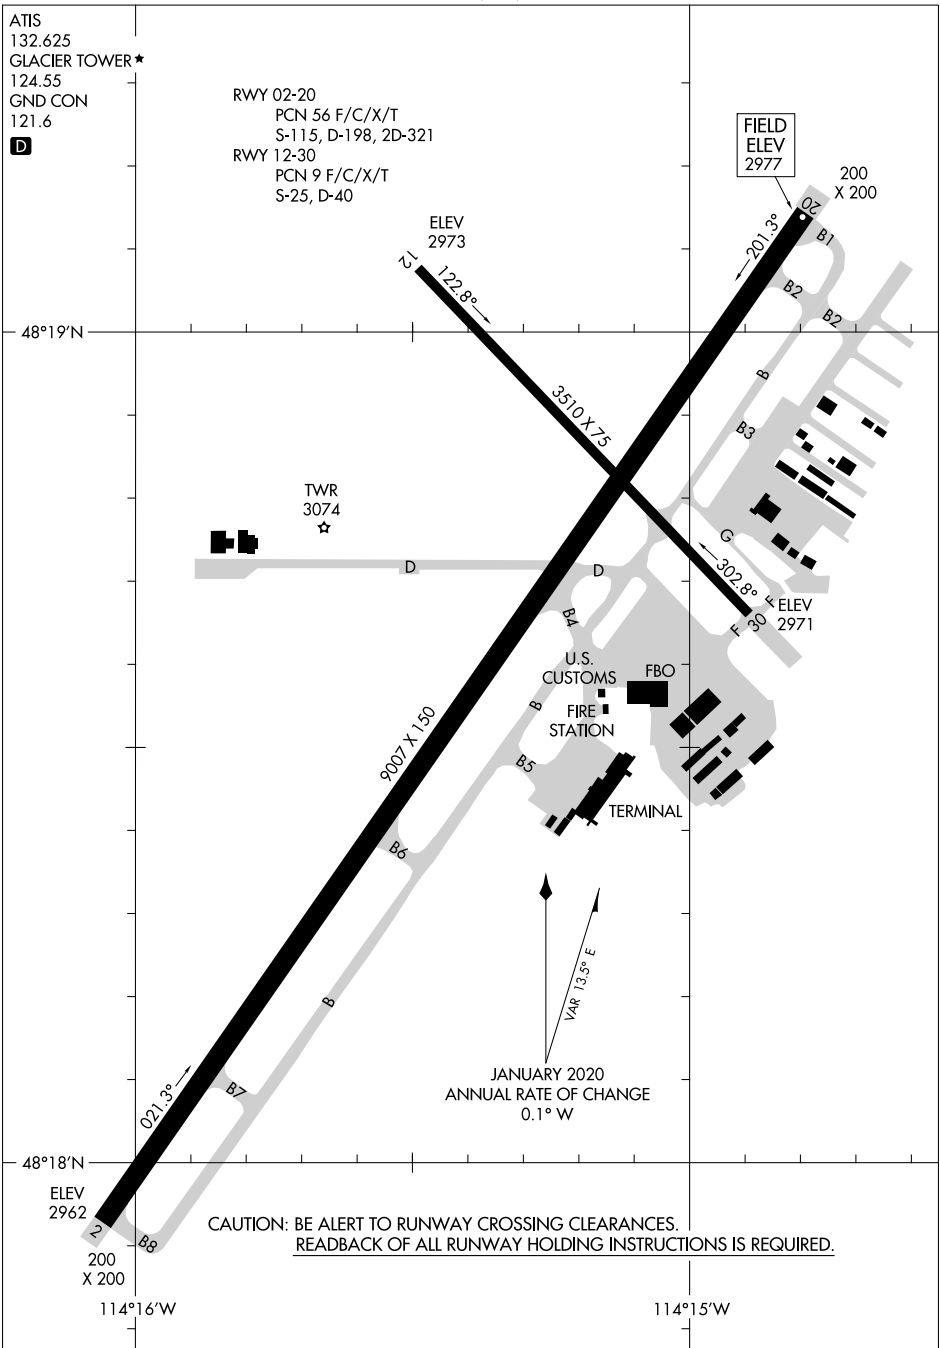 ATIS
132.625
GLACIER TOWER★
124.55
GND CON
121.6
D
RWY 02-20
PCN 56 F/C/X/T
S-115, D-198, 2D-321
RWY 12-30
PCN 9 F/C/X/T
S-25, D-40
FIELD
ELEV
2977
200
X 200
20
ELEV
2973
12
122.8°
201.3°
B1
B2
B2
48°19'N
B
3510 X 75
B3
TWR
3074
G
302.8°
D
D
F
F
30
ELEV
2971
B4
U.S.
CUSTOMS
FBO
FIRE
STATION
B
9007 X 150
B5
TERMINAL
B6
VAR 13.5° E
B
JANUARY 2020
ANNUAL RATE OF CHANGE
0.1° W
021.3°
B7
48°18'N
ELEV
2962
2
B8
200
X 200
CAUTION: BE ALERT TO RUNWAY CROSSING CLEARANCES.
READBACK OF ALL RUNWAY HOLDING INSTRUCTIONS IS REQUIRED.
114°16'W
114°15'W